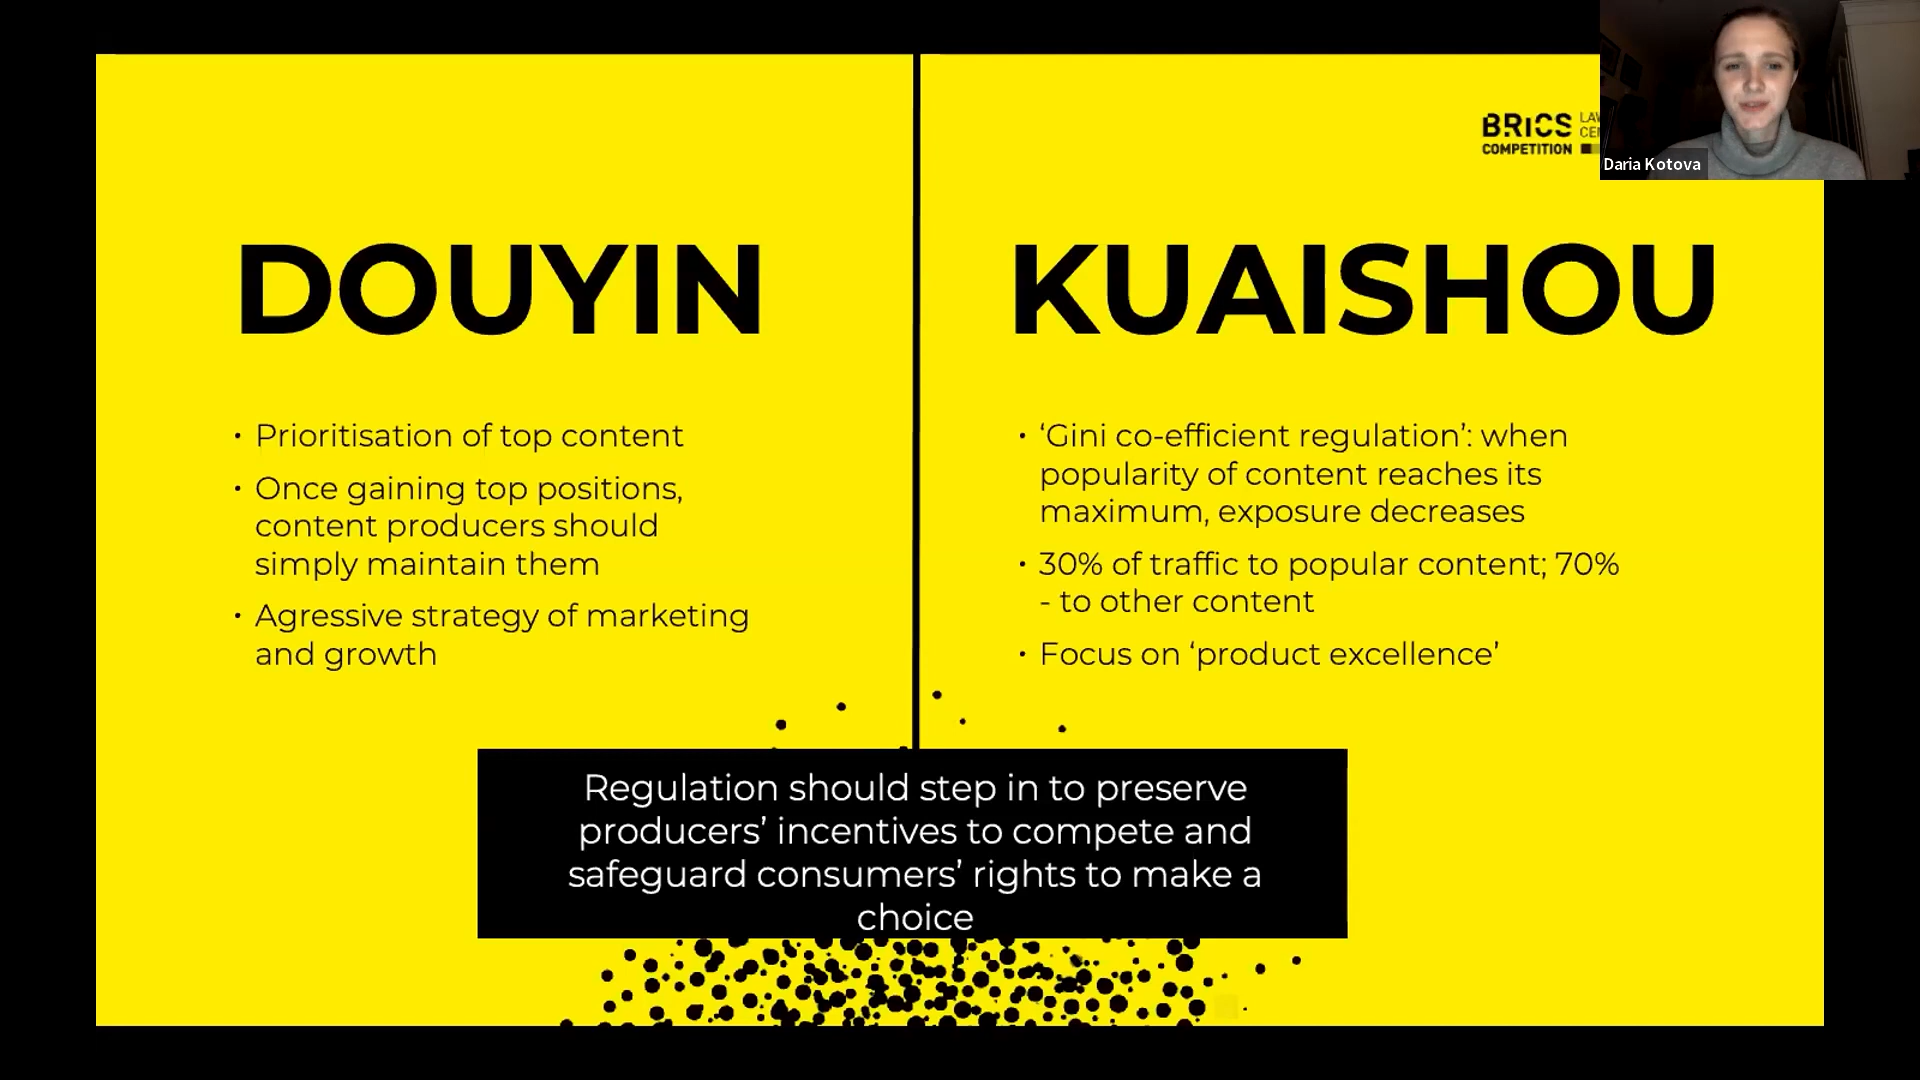 BRICS
COMPETITION
Daria Kotova
DOUYIN
• Prioritisation of top content
• Once gaining top positions,
content producers should
simply maintain them
• Agressive strategy of marketing
and growth
KUAISHOU
• ‘Gini co-efficient regulation’: when
popularity of content reaches its
maximum, exposure decreases
• 30% of traffic to popular content; 70%
- to other content
• Focus on ‘product excellence’
Regulation should step in to preserve
producers’ incentives to compete and
safeguard consumers’ rights to make a
choice